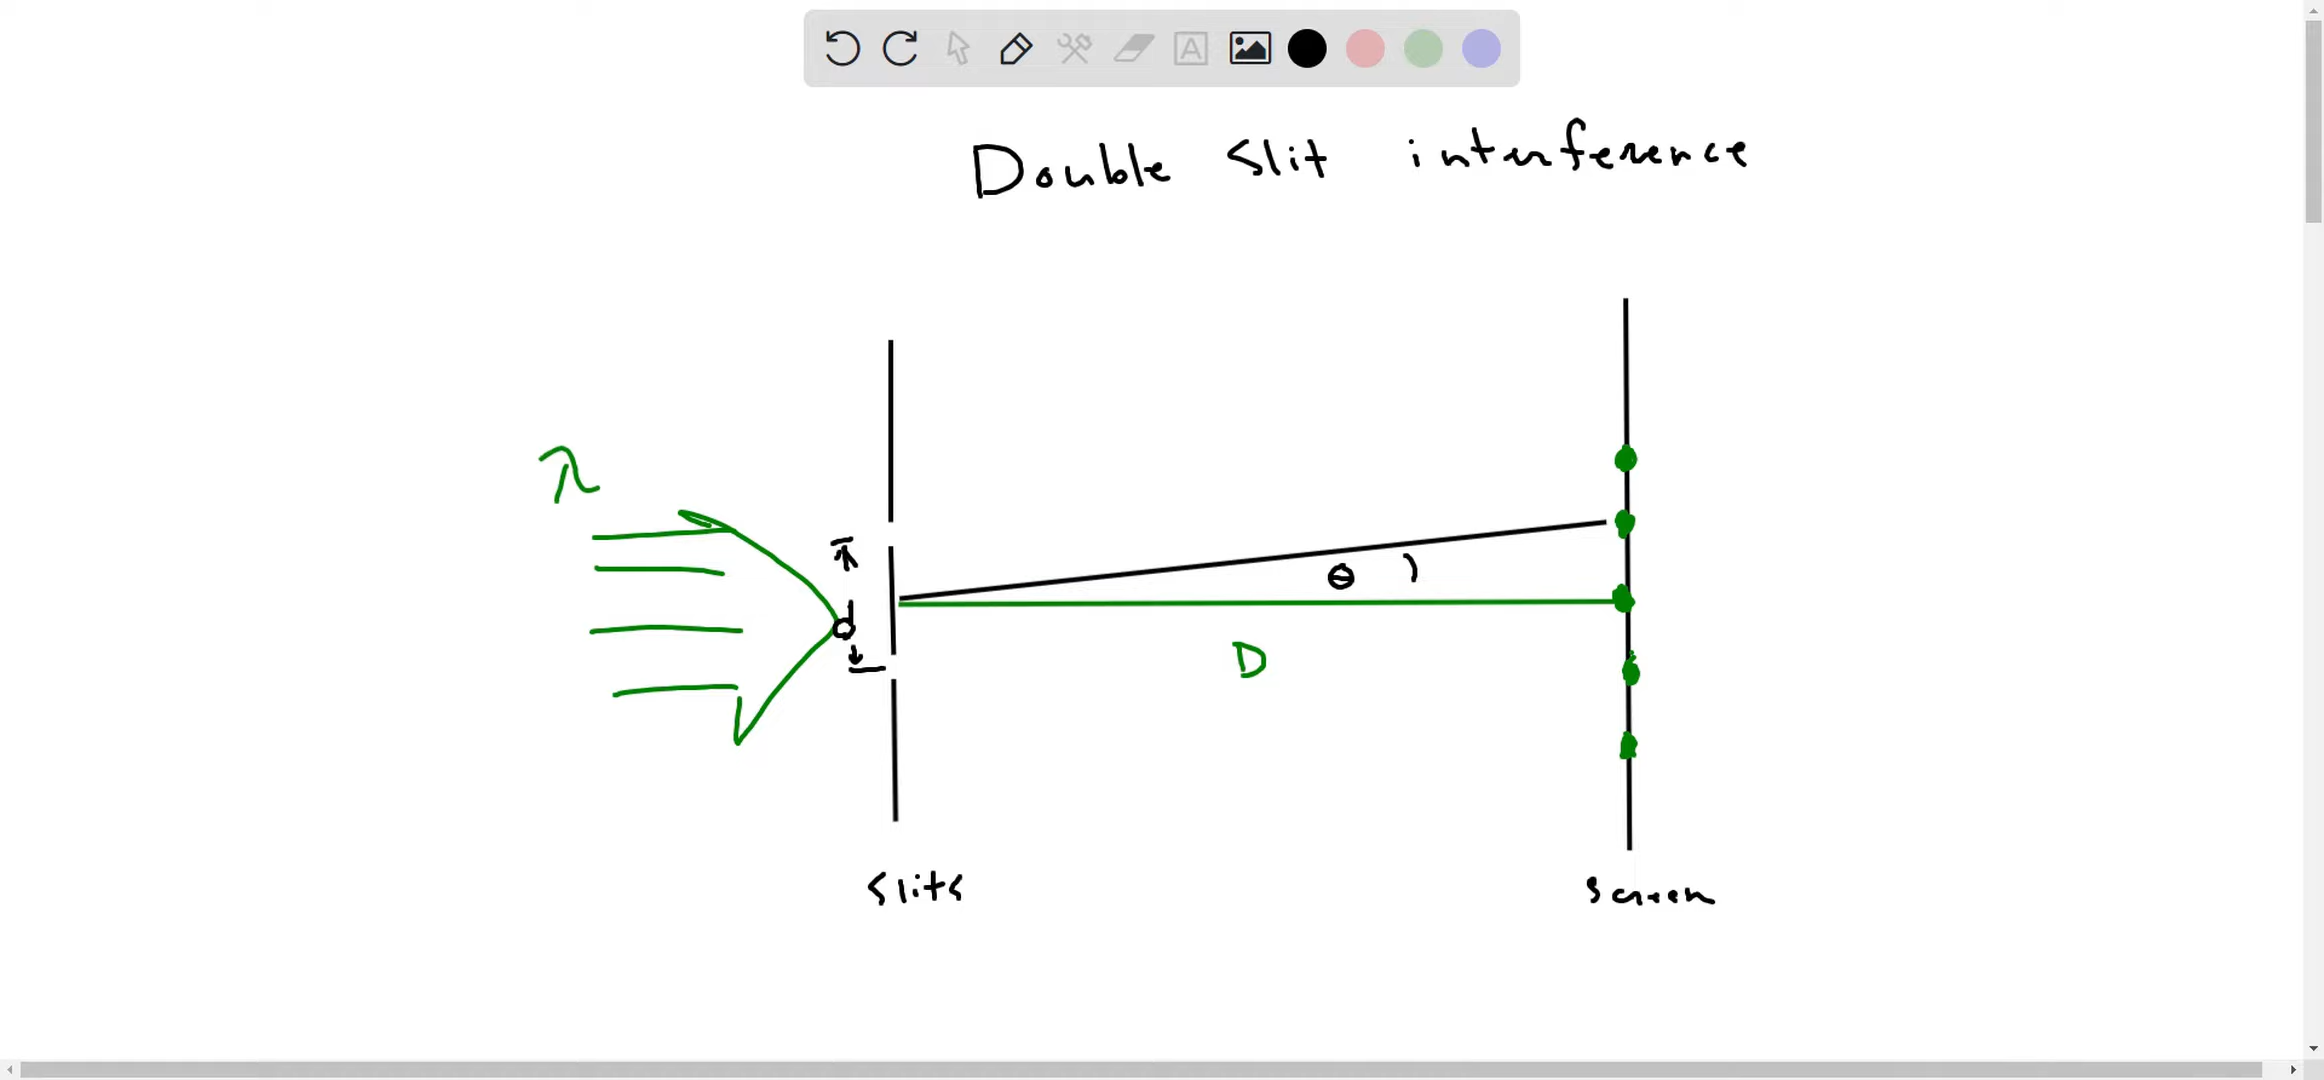 Double slit interference
λ
d
θ
D
slits
screen